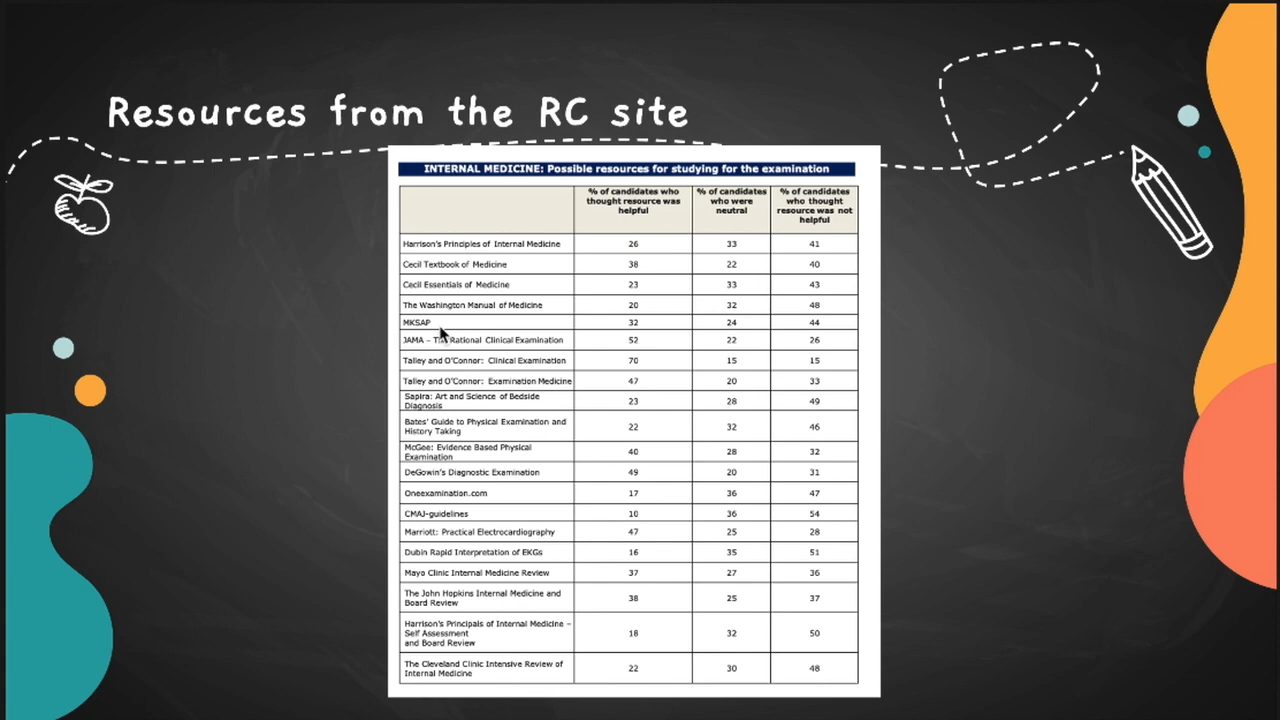 Resources from the RC site
INTERNAL MEDICINE: Possible resources for studying for the examination
% of candidates who thought resource was helpful % of candidates who were neutral % of candidates who thought resource was not helpful
Harrison's Principles of Internal Medicine 26 33 41
Cecil Textbook of Medicine 38 22 40
Cecil Essentials of Medicine 23 33 43
The Washington Manual of Medicine 20 32 48
MKSAP 32 24 44
JAMA – The Rational Clinical Examination 52 22 26
Talley and O'Connor: Clinical Examination 70 15 15
Talley and O'Connor: Examination Medicine 47 20 33
Sapira: Art and Science of Bedside
Diagnosis 23 28 49
Bates' Guide to Physical Examination and
History Taking 22 32 46
McGee: Evidence Based Physical
Examination 40 28 32
DeGowin's Diagnostic Examination 49 20 31
Oneexamination.com 17 36 47
CMAJ-guidelines 10 36 54
Marriott: Practical Electrocardiography 47 25 28
Dubin Rapid Interpretation of EKGs 16 35 51
Mayo Clinic Internal Medicine Review 37 27 36
The John Hopkins Internal Medicine and
Board Review 38 25 37
Harrison's Principals of Internal Medicine –
Self Assessment
and Board Review 18 32 50
The Cleveland Clinic Intensive Review of
Internal Medicine 22 30 48